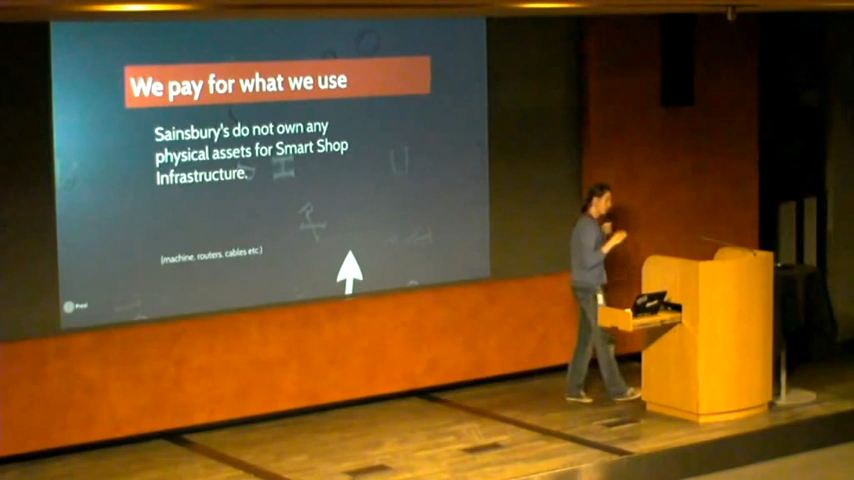 We pay for what we use
Sainsbury's do not own any
physical assets for Smart Shop
Infrastructure.
(machine, routers, cables etc.)
Prezi